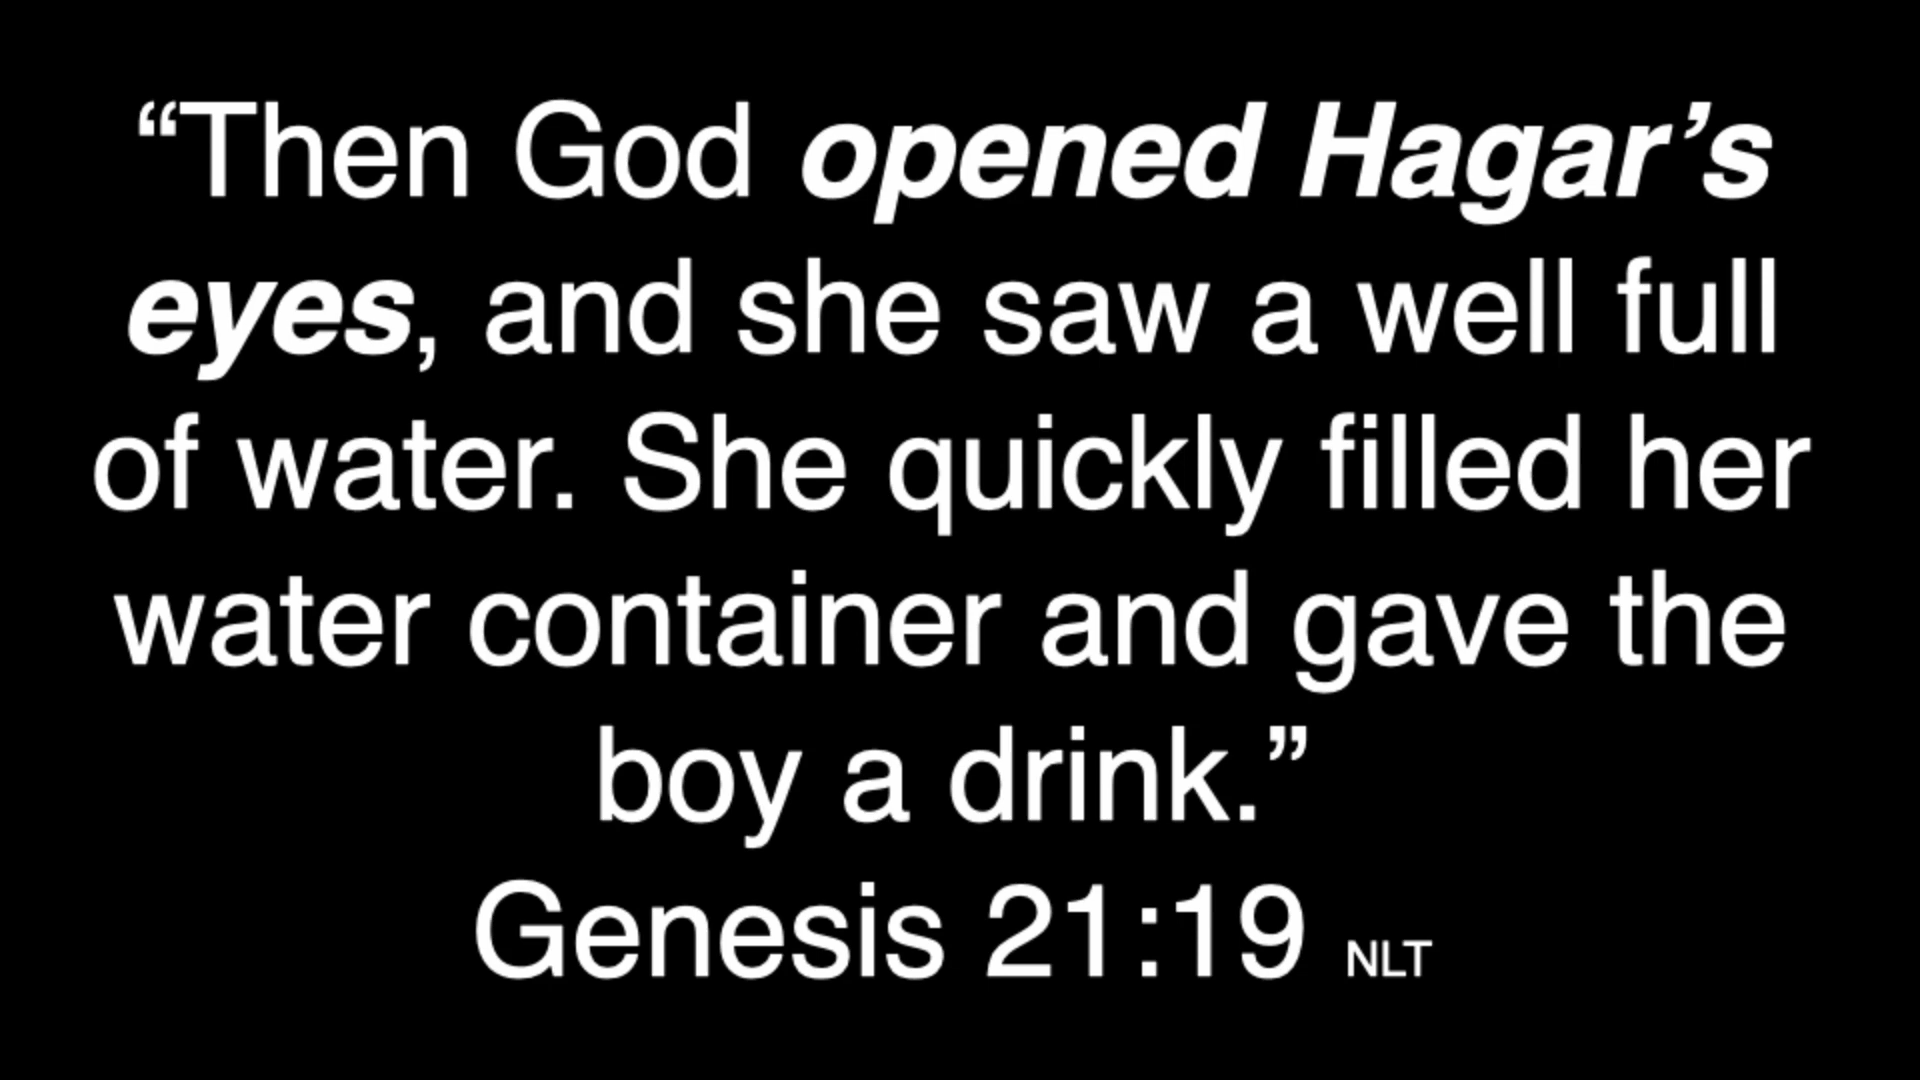 “Then God opened Hagar’s
eyes, and she saw a well full
of water. She quickly filled her
water container and gave the
boy a drink.”
Genesis 21:19 NLT